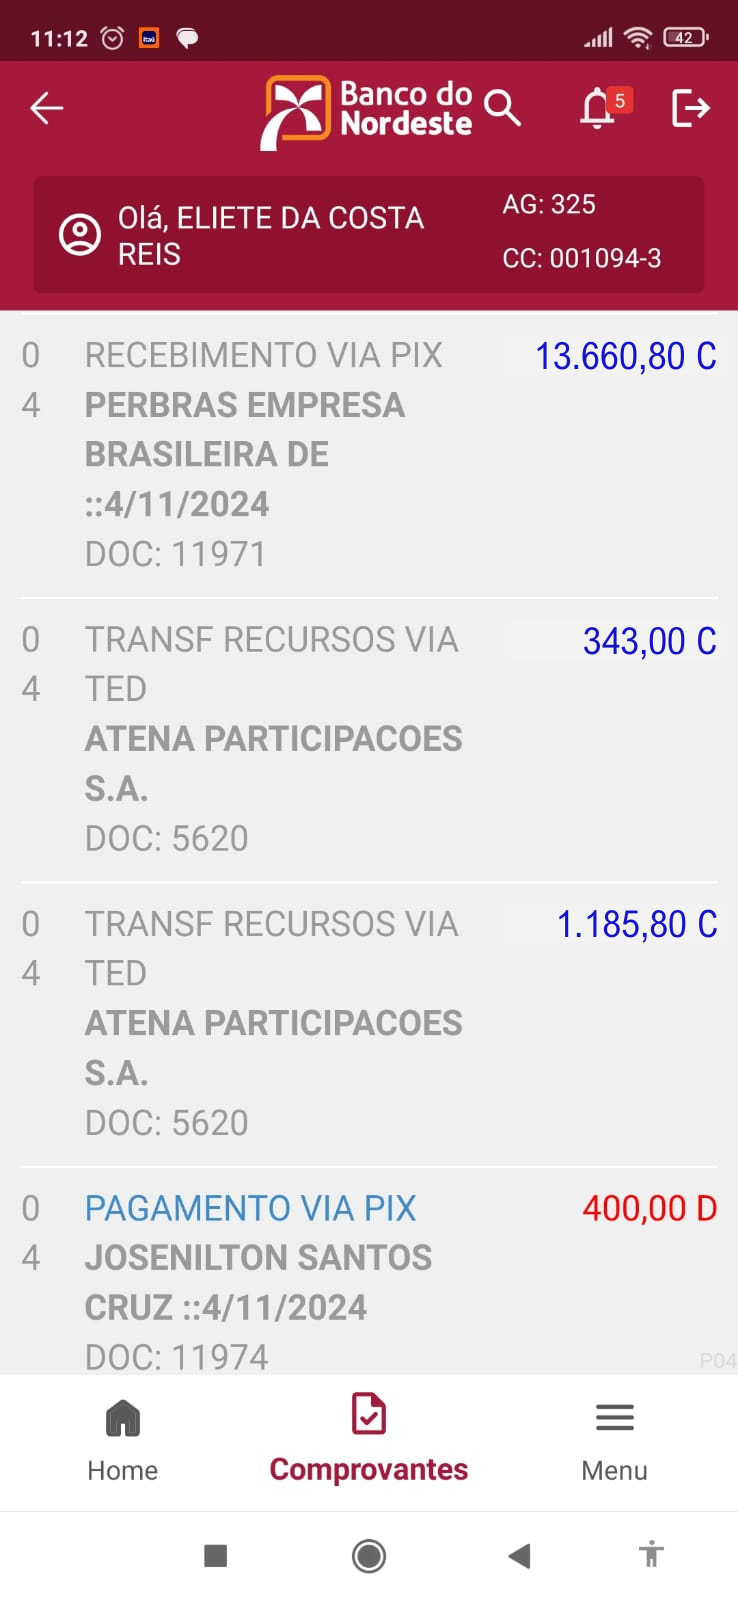 11:12
itaú
42
Banco do
Nordeste
5
Olá, ELIETE DA COSTA
REIS
AG: 325
CC: 001094-3
04 RECEBIMENTO VIA PIX 13.660,80 C
PERBRAS EMPRESA
BRASILEIRA DE
::4/11/2024
DOC: 11971
04 TRANSF RECURSOS VIA 343,00 C
TED
ATENA PARTICIPACOES
S.A.
DOC: 5620
04 TRANSF RECURSOS VIA 1.185,80 C
TED
ATENA PARTICIPACOES
S.A.
DOC: 5620
04 PAGAMENTO VIA PIX 400,00 D
JOSENILTON SANTOS
CRUZ ::4/11/2024
DOC: 11974
P04
Home
Comprovantes
Menu